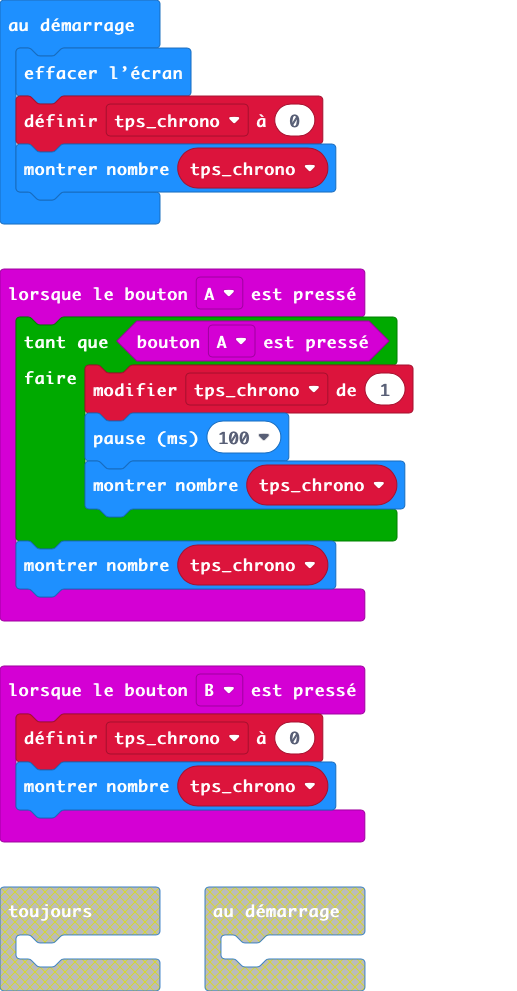 au démarrage
effacer l'écran
définir tps_chrono à 0
montrer nombre tps_chrono
lorsque le bouton A est pressé
tant que bouton A est pressé
faire
modifier tps_chrono de 1
pause (ms) 100
montrer nombre tps_chrono
montrer nombre tps_chrono
lorsque le bouton B est pressé
définir tps_chrono à 0
montrer nombre tps_chrono
toujours au démarrage